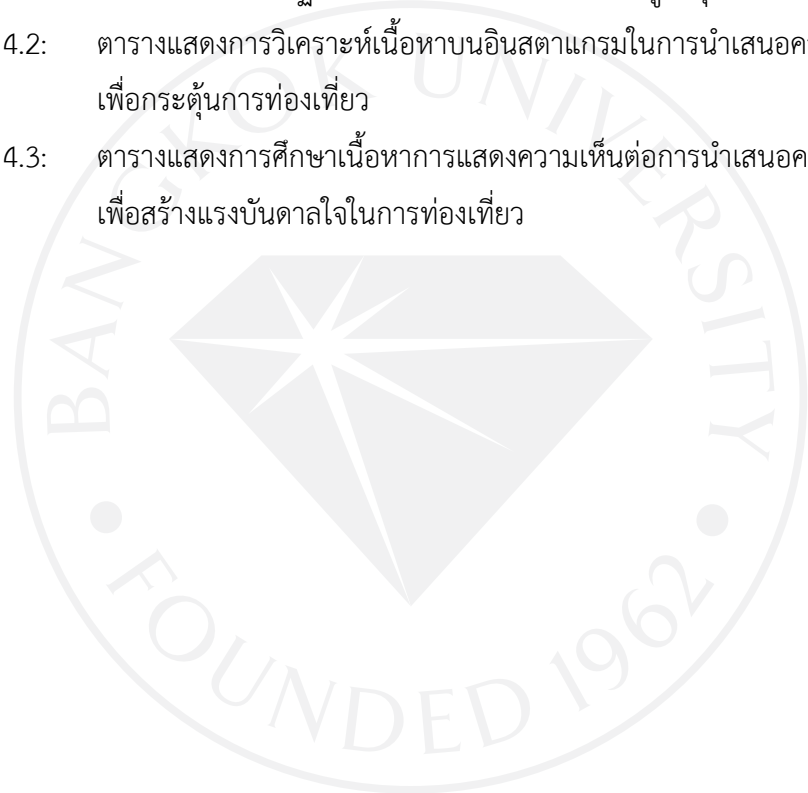 4.2: ตารางแสดงการวิเคราะห์เนื้อหาบนอินสตาแกรมในการนำเสนอ
เพื่อกระตุ้นการท่องเที่ยว
4.3: ตารางแสดงการศึกษาเนื้อหาการแสดงความเห็นต่อการนำเสนอ
เพื่อสร้างแรงบันดาลใจในการท่องเที่ยว
BANGKOK UNIVERSITY
FOUNDED 1962